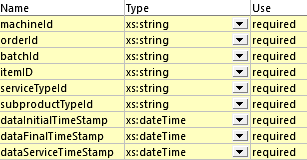 Name Type Use
machineId xs:string required
orderId xs:string required
batchId xs:string required
itemID xs:string required
serviceTypeId xs:string required
subproductTypeId xs:string required
dataInitialTimeStamp xs:dateTime required
dataFinalTimeStamp xs:dateTime required
dataServiceTimeStamp xs:dateTime required